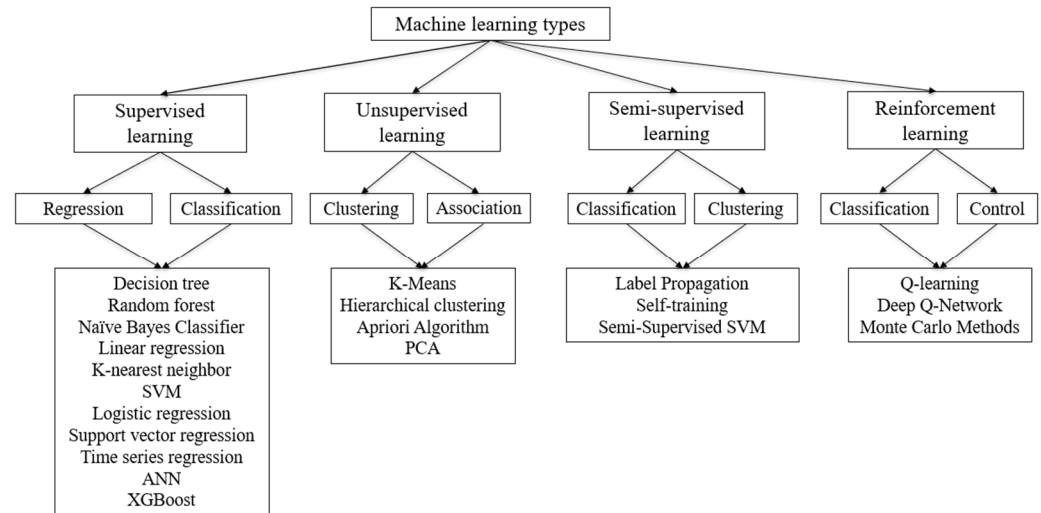 Machine learning types
Supervised
learning
Unsupervised
learning
Semi-supervised
learning
Reinforcement
learning
Regression
Classification
Clustering
Association
Classification
Clustering
Classification
Control
Decision tree
Random forest
Naïve Bayes Classifier
Linear regression
K-nearest neighbor
SVM
Logistic regression
Support vector regression
Time series regression
ANN
XGBoost
K-Means
Hierarchical clustering
Apriori Algorithm
PCA
Label Propagation
Self-training
Semi-Supervised SVM
Q-learning
Deep Q-Network
Monte Carlo Methods